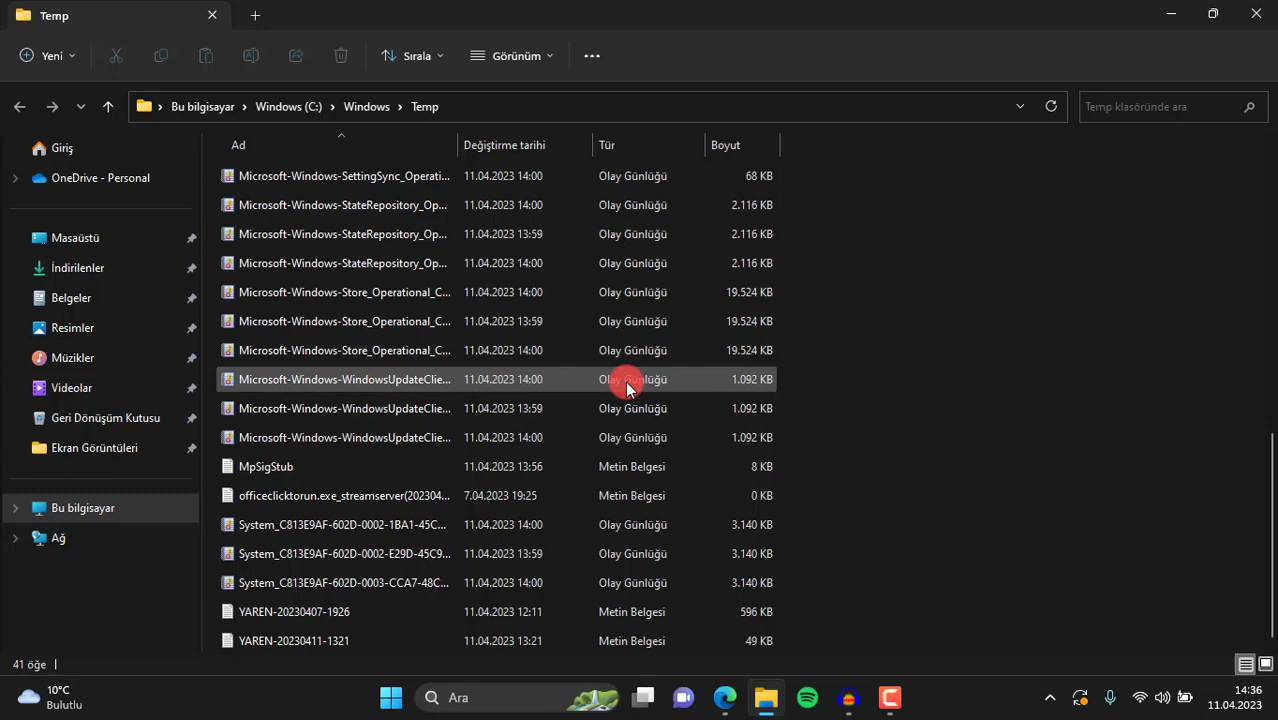 Temp
Yeni
Sırala
Görünüm
Bu bilgisayar
Windows (C:)
Windows
Temp
Temp klasöründe ara
Giriş
OneDrive - Personal
Masaüstü
İndirilenler
Belgeler
Resimler
Müzikler
Videolar
Geri Dönüşüm Kutusu
Ekran Görüntüleri
Bu bilgisayar
Ağ
Ad Değiştirme tarihi Tür Boyut
Microsoft-Windows-SettingSync_Operati... 11.04.2023 14:00 Olay Günlüğü 68 KB
Microsoft-Windows-StateRepository_Op... 11.04.2023 14:00 Olay Günlüğü 2.116 KB
Microsoft-Windows-StateRepository_Op... 11.04.2023 13:59 Olay Günlüğü 2.116 KB
Microsoft-Windows-StateRepository_Op... 11.04.2023 14:00 Olay Günlüğü 2.116 KB
Microsoft-Windows-Store_Operational_C... 11.04.2023 14:00 Olay Günlüğü 19.524 KB
Microsoft-Windows-Store_Operational_C... 11.04.2023 13:59 Olay Günlüğü 19.524 KB
Microsoft-Windows-Store_Operational_C... 11.04.2023 14:00 Olay Günlüğü 19.524 KB
Microsoft-Windows-WindowsUpdateClie... 11.04.2023 14:00 Olay Günlüğü 1.092 KB
Microsoft-Windows-WindowsUpdateClie... 11.04.2023 13:59 Olay Günlüğü 1.092 KB
Microsoft-Windows-WindowsUpdateClie... 11.04.2023 14:00 Olay Günlüğü 1.092 KB
MpSigStub 11.04.2023 13:56 Metin Belgesi 8 KB
officeclicktorun.exe_streamserver(202304... 7.04.2023 19:25 Metin Belgesi 0 KB
System_C813E9AF-602D-0002-1BA1-45C... 11.04.2023 14:00 Olay Günlüğü 3.140 KB
System_C813E9AF-602D-0002-E29D-45C9... 11.04.2023 13:59 Olay Günlüğü 3.140 KB
System_C813E9AF-602D-0003-CCA7-48C... 11.04.2023 14:00 Olay Günlüğü 3.140 KB
YAREN-20230407-1926 11.04.2023 12:11 Metin Belgesi 596 KB
YAREN-20230411-1321 11.04.2023 13:21 Metin Belgesi 49 KB
41 öğe
10°C
Bulutlu
Ara
14:36
11.04.2023